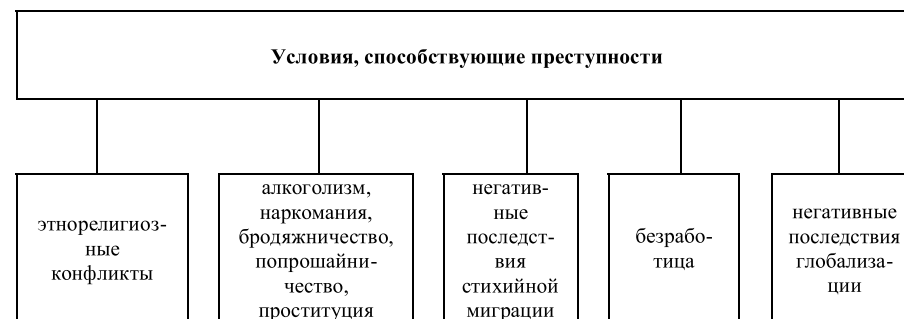 Условия, способствующие преступности
этнорелигиоз-
ные
конфликты
алкоголизм,
наркомания,
бродяжничество,
попрошайни-
чество,
проституция
негатив-
ные
последст-
вия
стихийной
миграции
безрабо-
тица
негативные
последствия
глобализа-
ции